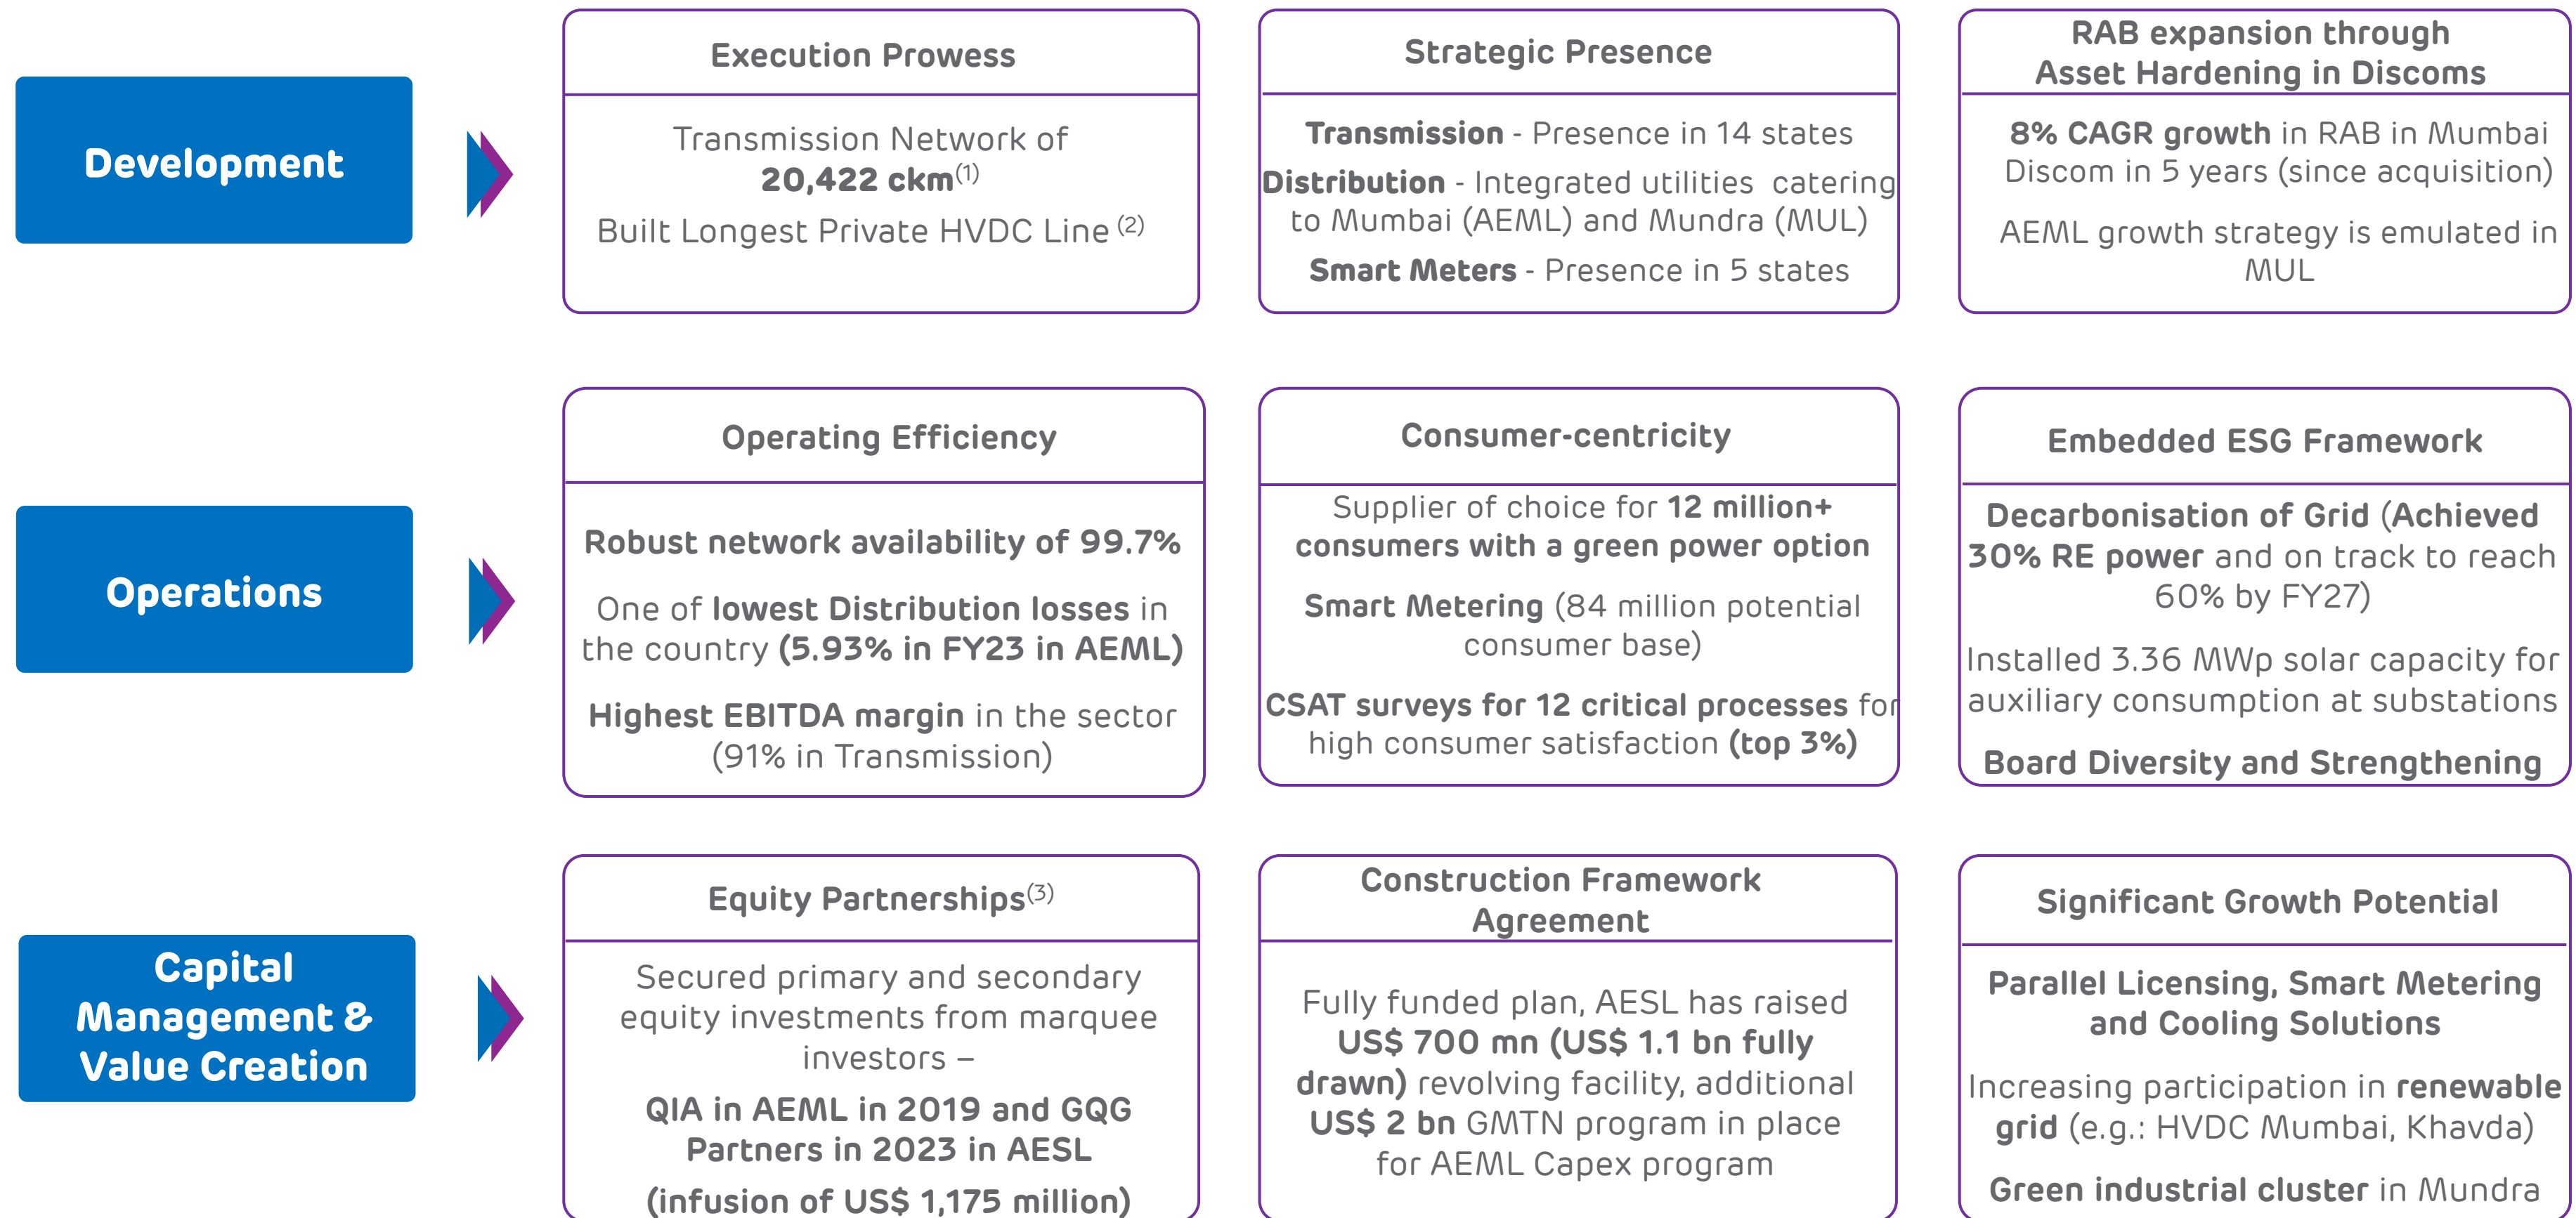 Development
Execution Prowess
Transmission Network of
20,422 ckm(1)
Built Longest Private HVDC Line (2)
Strategic Presence
Transmission - Presence in 14 states
Distribution - Integrated utilities catering
to Mumbai (AEML) and Mundra (MUL)
Smart Meters - Presence in 5 states
RAB expansion through
Asset Hardening in Discoms
8% CAGR growth in RAB in Mumbai
Discom in 5 years (since acquisition)
AEML growth strategy is emulated in
MUL
Operations
Operating Efficiency
Robust network availability of 99.7%
One of lowest Distribution losses in
the country (5.93% in FY23 in AEML)
Highest EBITDA margin in the sector
(91% in Transmission)
Consumer-centricity
Supplier of choice for 12 million+
consumers with a green power option
Smart Metering (84 million potential
consumer base)
CSAT surveys for 12 critical processes for
high consumer satisfaction (top 3%)
Embedded ESG Framework
Decarbonisation of Grid (Achieved
30% RE power and on track to reach
60% by FY27)
Installed 3.36 MWp solar capacity for
auxiliary consumption at substations
Board Diversity and Strengthening
Capital
Management &
Value Creation
Equity Partnerships(3)
Secured primary and secondary
equity investments from marquee
investors –
QIA in AEML in 2019 and GQG
Partners in 2023 in AESL
(infusion of US$ 1,175 million)
Construction Framework
Agreement
Fully funded plan, AESL has raised
US$ 700 mn (US$ 1.1 bn fully
drawn) revolving facility, additional
US$ 2 bn GMTN program in place
for AEML Capex program
Significant Growth Potential
Parallel Licensing, Smart Metering
and Cooling Solutions
Increasing participation in renewable
grid (e.g.: HVDC Mumbai, Khavda)
Green industrial cluster in Mundra